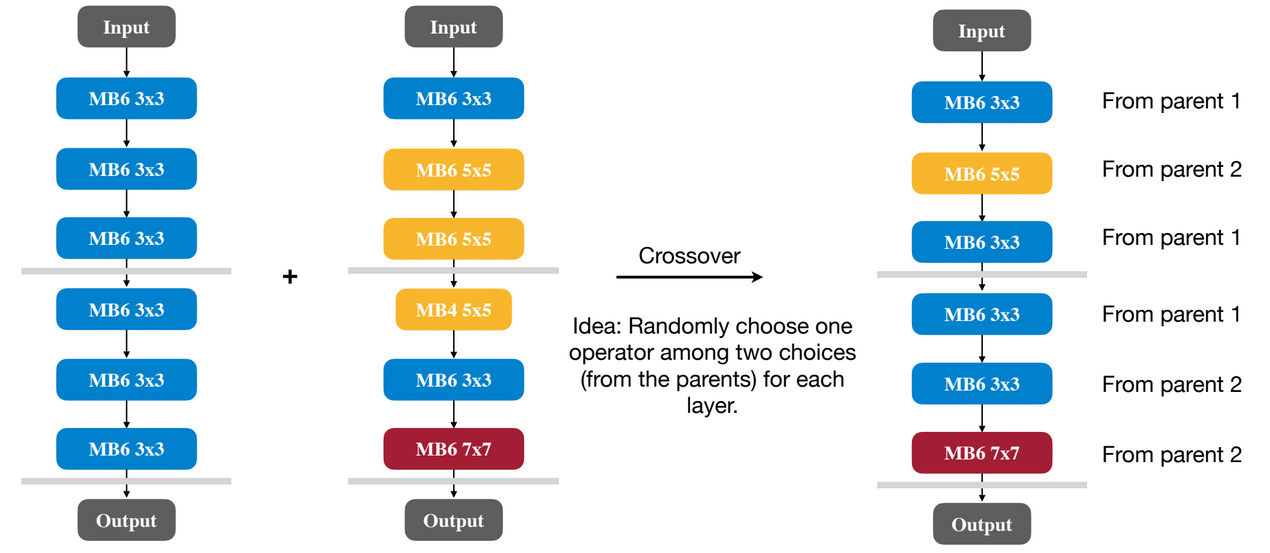 Input
MB6 3x3
MB6 3x3
MB6 3x3
MB6 3x3
MB6 3x3
MB6 3x3
Output
+
Input
MB6 3x3
MB6 5x5
MB6 5x5
MB4 5x5
MB6 3x3
MB6 7x7
Output
Crossover
Idea: Randomly choose one
operator among two choices
(from the parents) for each
layer.
Input
MB6 3x3 From parent 1
MB6 5x5 From parent 2
MB6 3x3 From parent 1
MB6 3x3 From parent 1
MB6 3x3 From parent 2
MB6 7x7 From parent 2
Output